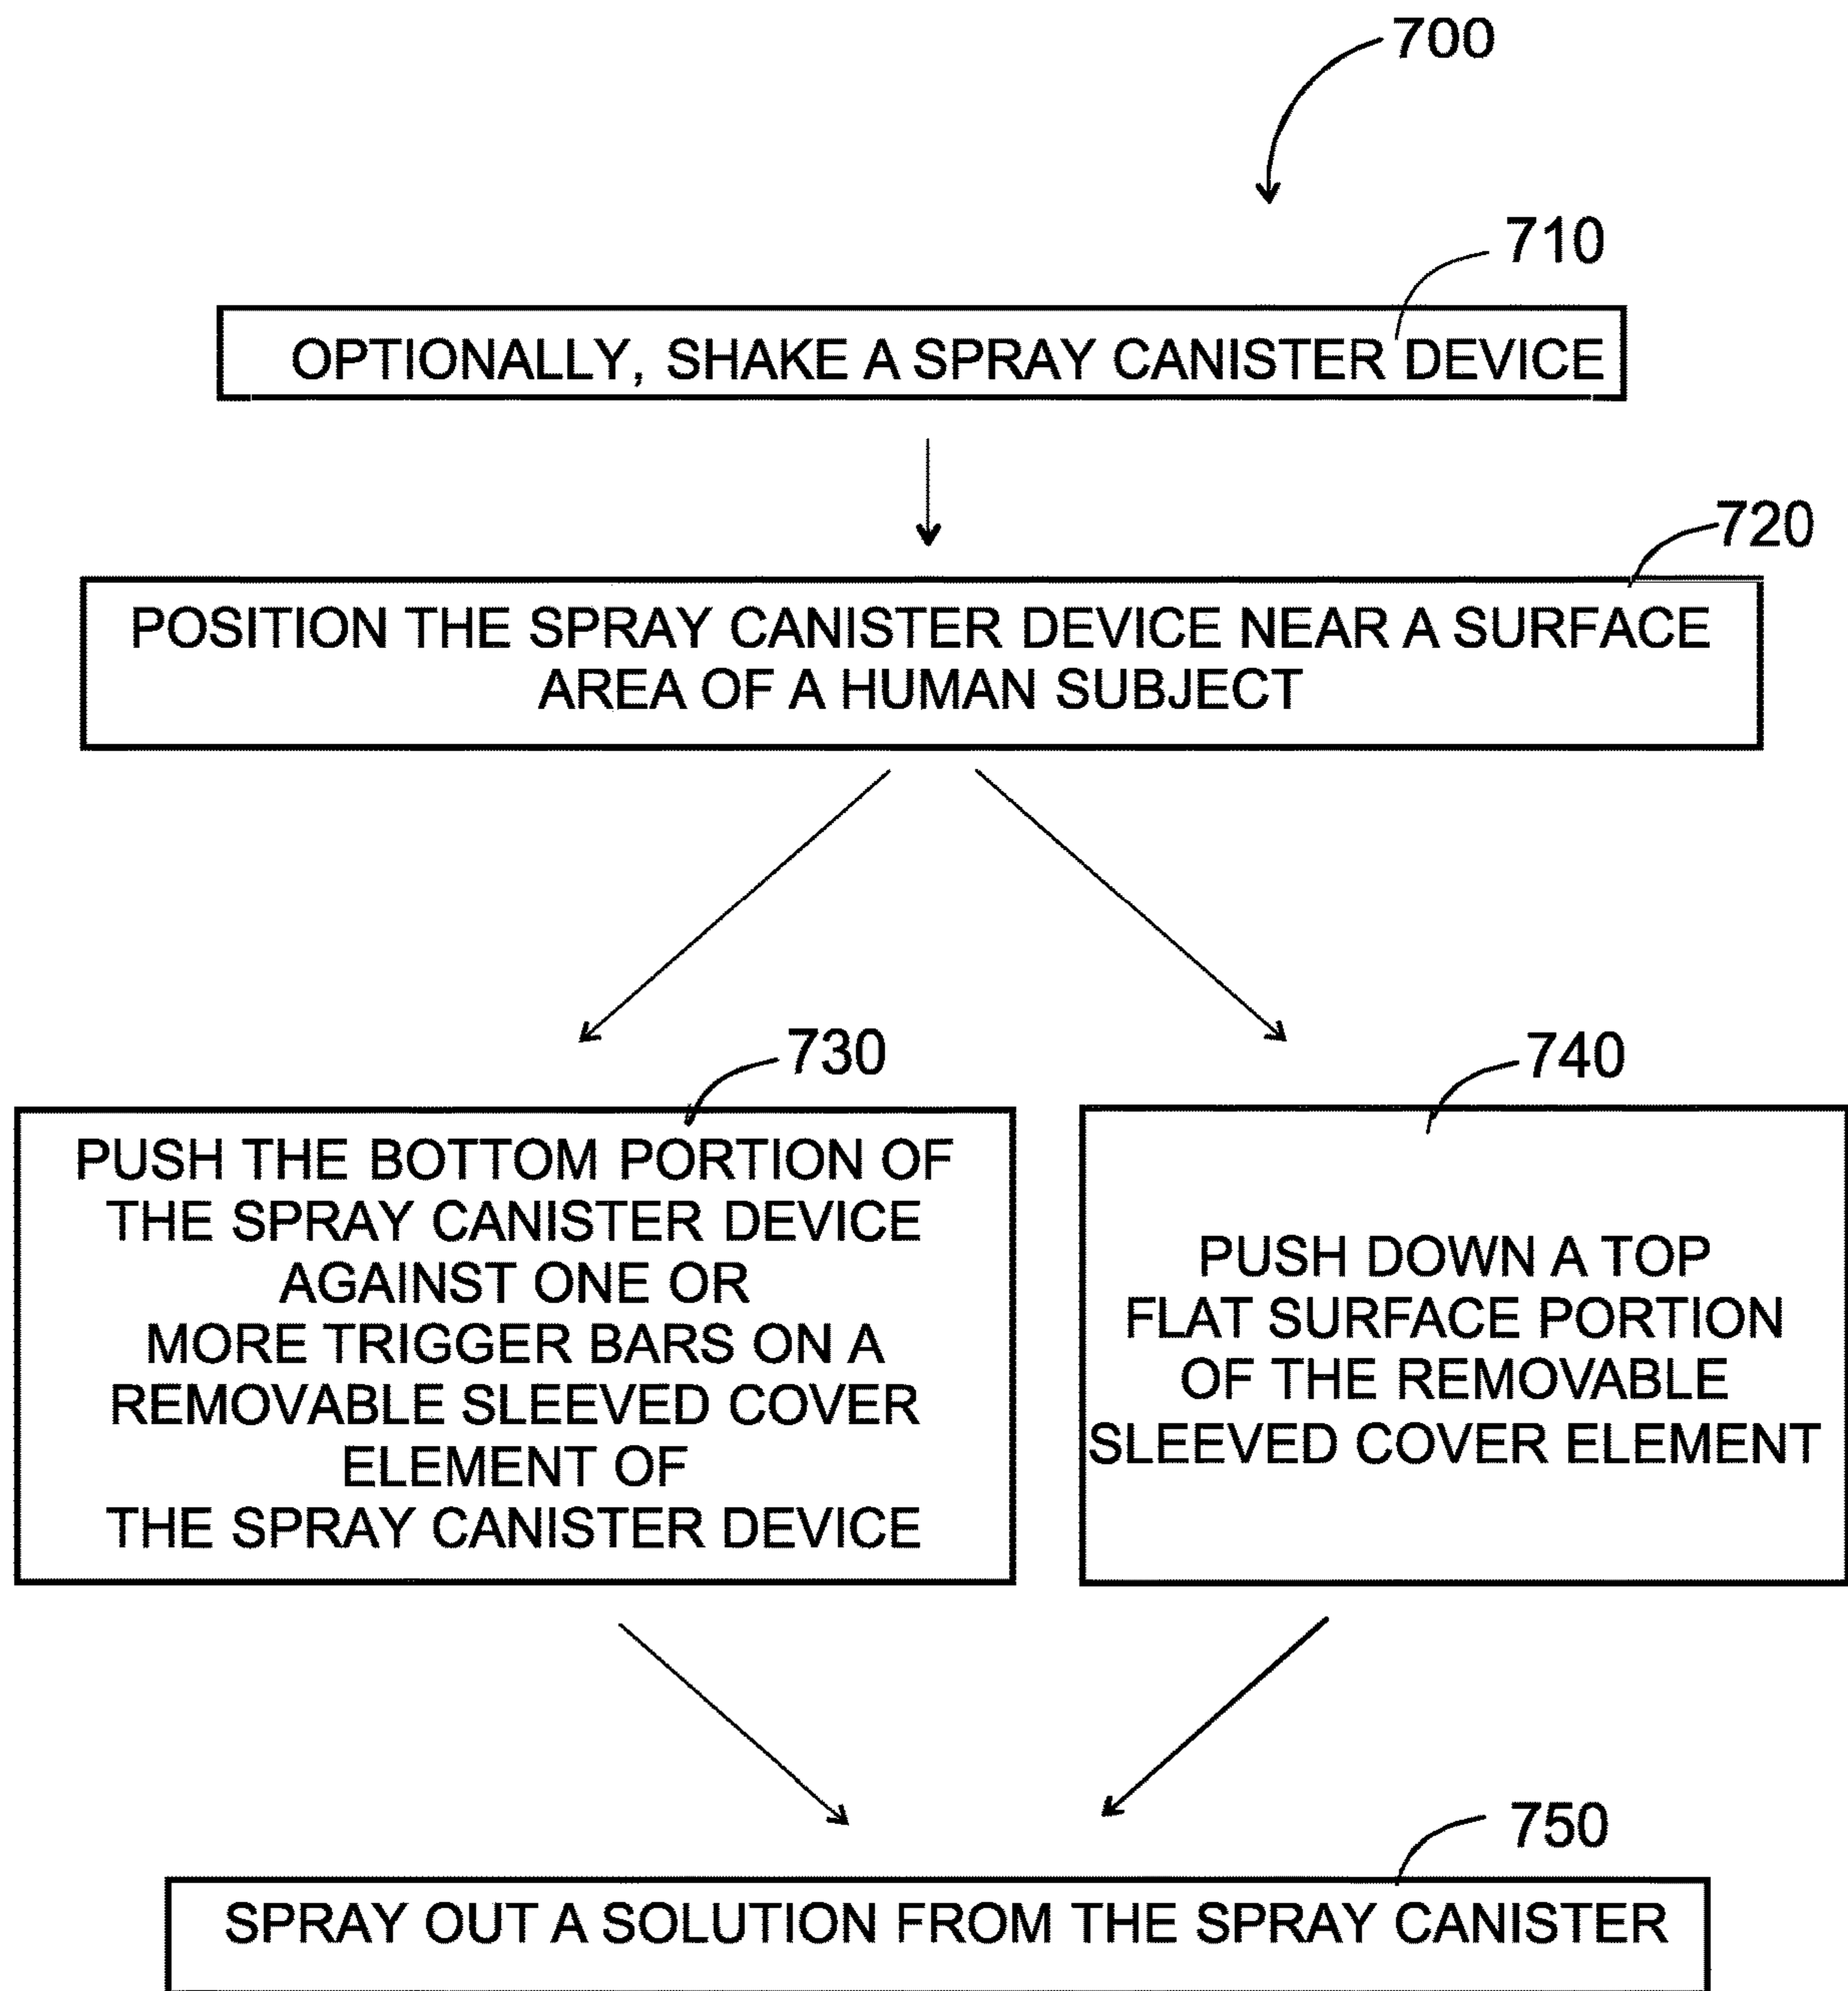 700
710
OPTIONALLY, SHAKE A SPRAY CANISTER DEVICE
720
POSITION THE SPRAY CANISTER DEVICE NEAR A SURFACE
AREA OF A HUMAN SUBJECT
730
PUSH THE BOTTOM PORTION OF
THE SPRAY CANISTER DEVICE
AGAINST ONE OR
MORE TRIGGER BARS ON A
REMOVABLE SLEEVED COVER
ELEMENT OF
THE SPRAY CANISTER DEVICE
740
PUSH DOWN A TOP
FLAT SURFACE PORTION
OF THE REMOVABLE
SLEEVED COVER ELEMENT
750
SPRAY OUT A SOLUTION FROM THE SPRAY CANISTER